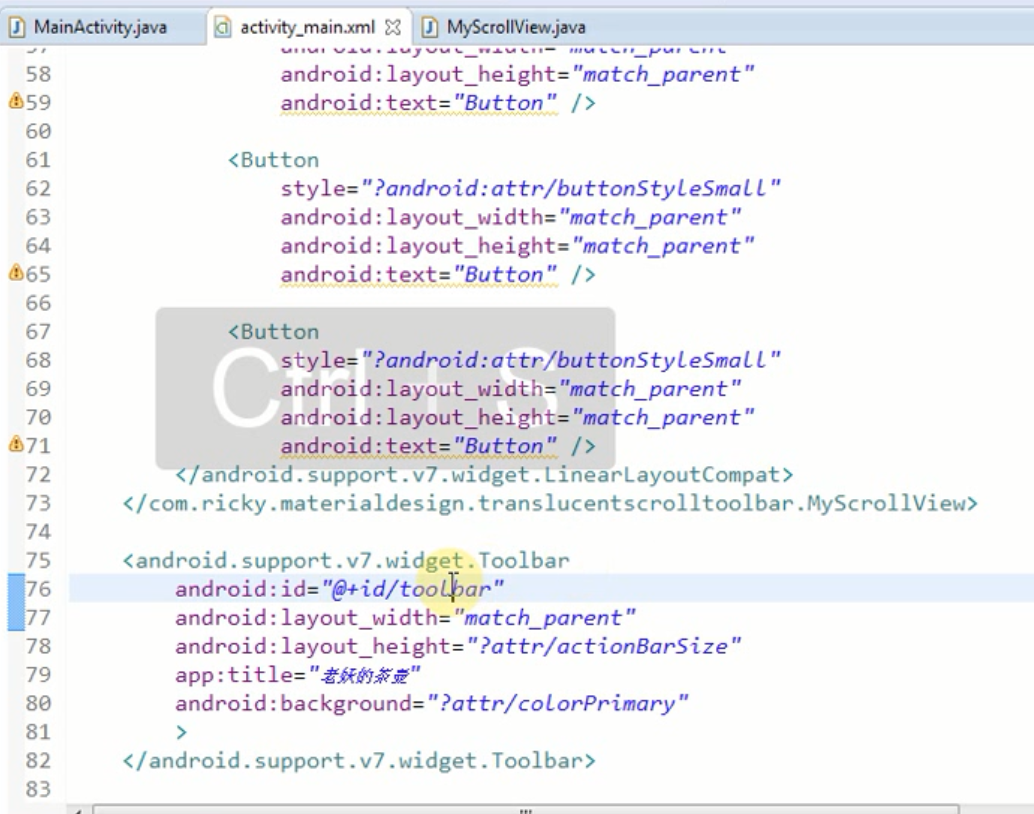 MainActivity.java activity_main.xml MyScrollView.java
57 android:layout_width="match_parent"
58 android:layout_height="match_parent"
59 android:text="Button" />
60
61 <Button
62 style="?android:attr/buttonStyleSmall"
63 android:layout_width="match_parent"
64 android:layout_height="match_parent"
65 android:text="Button" />
66
67 <Button
68 style="?android:attr/buttonStyleSmall"
69 android:layout_width="match_parent"
Ctrl + S
70 android:layout_height="match_parent"
71 android:text="Button" />
72 </android.support.v7.widget.LinearLayoutCompat>
73 </com.ricky.materialdesign.translucentscrolltoolbar.MyScrollView>
74
75 <android.support.v7.widget.Toolbar
76 android:id="@+id/toolbar"
77 android:layout_width="match_parent"
78 android:layout_height="?attr/actionBarSize"
79 app:title="老妖的茶壶"
80 android:background="?attr/colorPrimary"
81 >
82 </android.support.v7.widget.Toolbar>
83